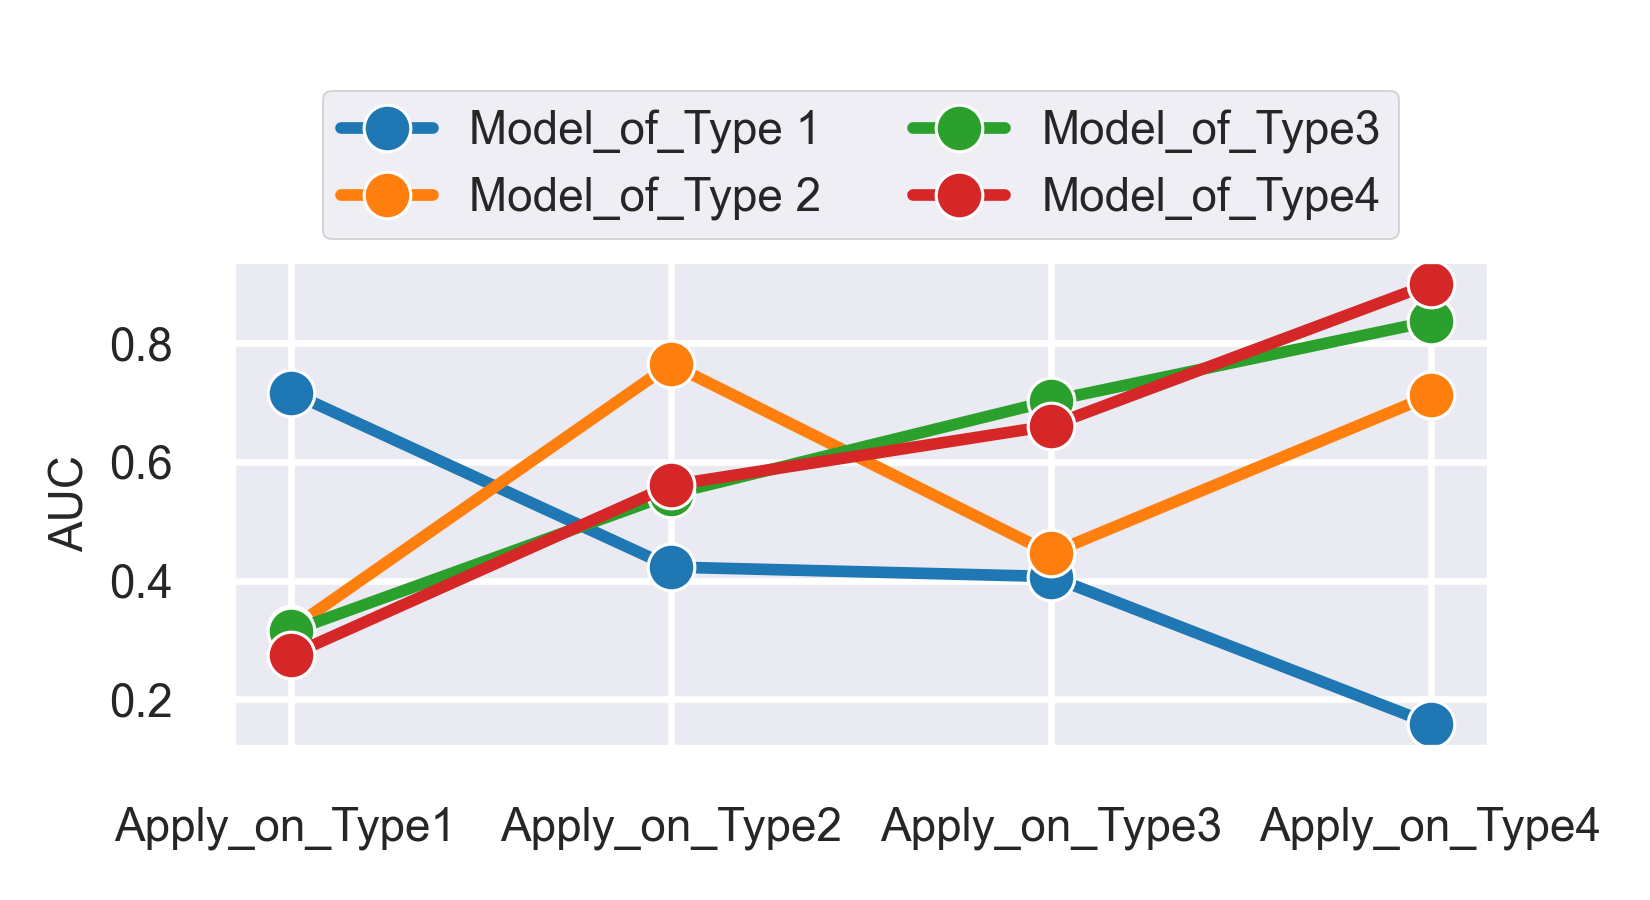 Model_of_Type 1
Model_of_Type 2
Model_of_Type3
Model_of_Type4
AUC
0.8
0.6
0.4
0.2
Apply_on_Type1 Apply_on_Type2 Apply_on_Type3 Apply_on_Type4